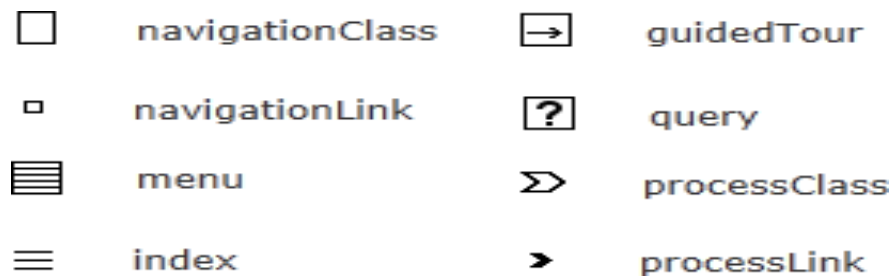 navigationClass guidedTour
navigationLink ? query
menu processClass
index processLink